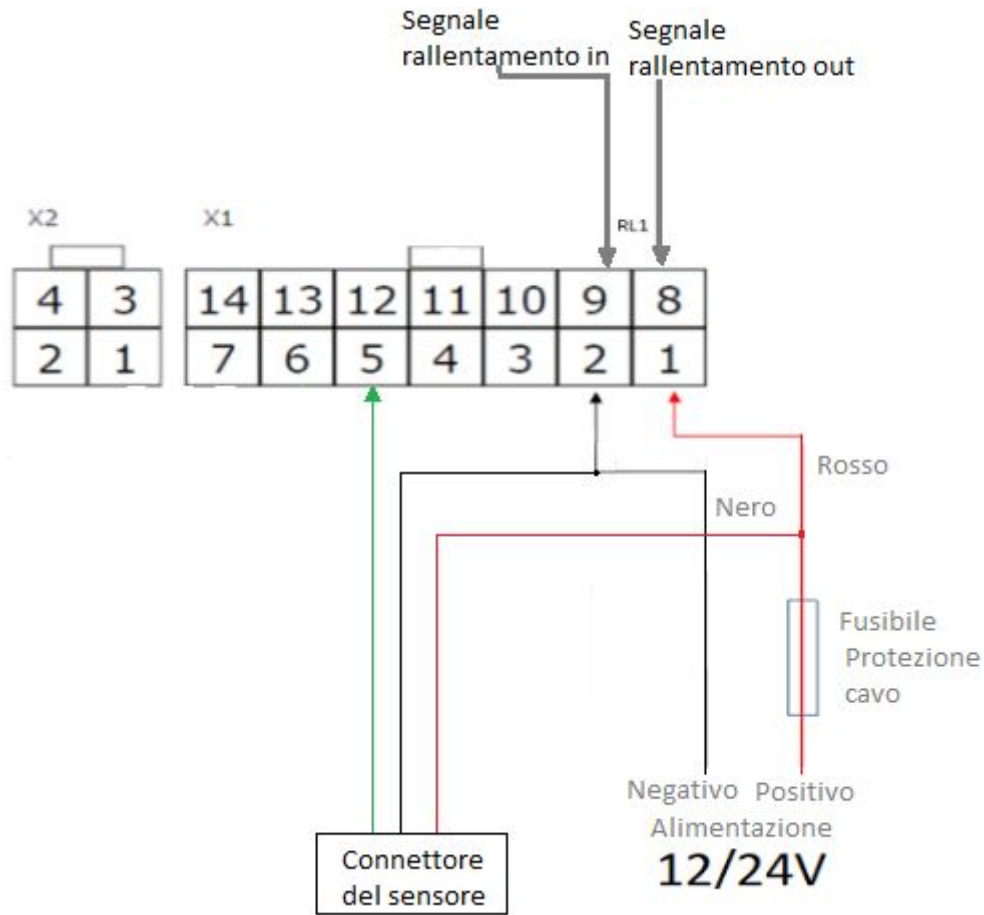 Segnale
rallentamento in
Segnale
rallentamento out
X2
X1
RL1
4 3
2 1
14 13 12 11 10 9 8
7 6 5 4 3 2 1
Rosso
Nero
Fusibile
Protezione
cavo
Negativo Positivo
Alimentazione
12/24V
Connettore
del sensore